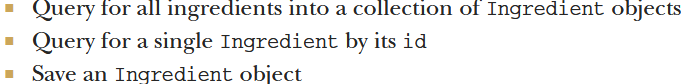 ▪ Query for all ingredients into a collection of Ingredient objects
▪ Query for a single Ingredient by its id
▪ Save an Ingredient object